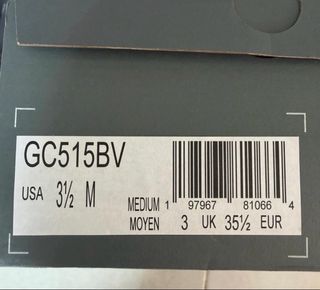 GC515BV
USA 3½ M
MEDIUM
MOYEN
1 97967 81066 4
3 UK 35½ EUR